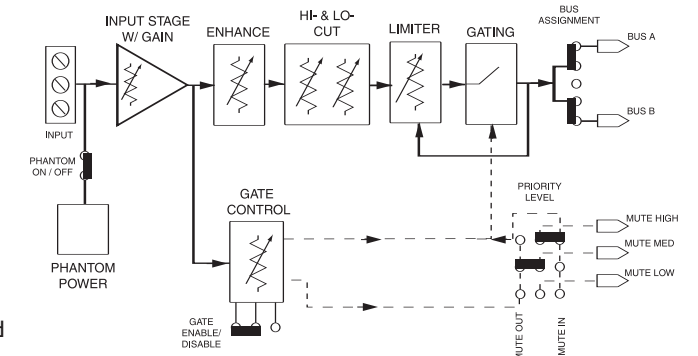 INPUT STAGE
W/ GAIN
ENHANCE
HI- & LO-
CUT
LIMITER
GATING
BUS
ASSIGNMENT
BUS A
BUS B
INPUT
PHANTOM
ON / OFF
PHANTOM
POWER
GATE
CONTROL
GATE
ENABLE/
DISABLE
PRIORITY
LEVEL
MUTE HIGH
MUTE MED
MUTE LOW
MUTE OUT
MUTE IN
d